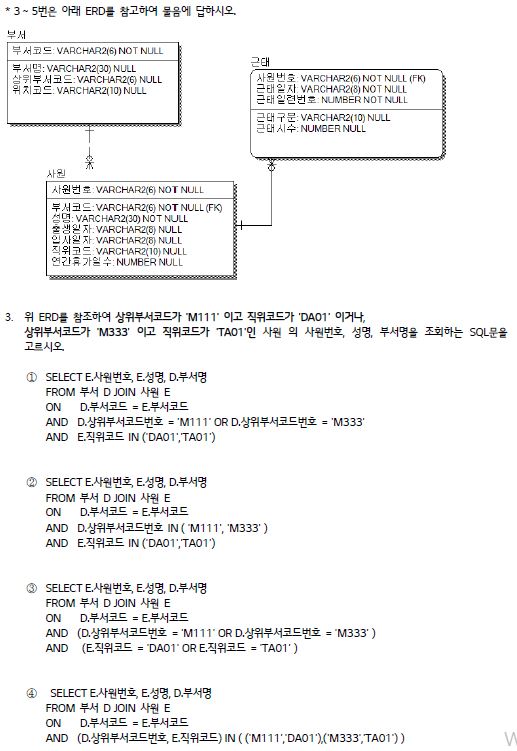 * 3 ~ 5번은 아래 ERD를 참고하여 물음에 답하시오.
부서
부서코드: VARCHAR2(6) NOT NULL
부서명: VARCHAR2(30) NULL
상위부서코드: VARCHAR2(6) NULL
위치코드: VARCHAR2(10) NULL
근태
사원번호: VARCHAR2(6) NOT NULL (FK)
근태일자: VARCHAR2(8) NOT NULL
근태일련번호: NUMBER NOT NULL
근태구분: VARCHAR2(10) NULL
근태시수: NUMBER NULL
사원
사원번호: VARCHAR2(6) NOT NULL
부서코드: VARCHAR2(6) NOT NULL (FK)
성명: VARCHAR2(30) NOT NULL
출생일자: VARCHAR2(8) NULL
입사일자: VARCHAR2(8) NULL
직위코드: VARCHAR2(10) NULL
연간휴가일수: NUMBER NULL
3. 위 ERD를 참조하여 상위부서코드가 'M111' 이고 직위코드가 'DA01' 이거나,
상위부서코드가 'M333' 이고 직위코드가 'TA01'인 사원 의 사원번호, 성명, 부서명을 조회하는 SQL문을
고르시오.
① SELECT E.사원번호, E.성명, D.부서명
FROM 부서 D JOIN 사원 E
ON D.부서코드 = E.부서코드
AND D.상위부서코드번호 = 'M111' OR D.상위부서코드번호 = 'M333'
AND E.직위코드 IN ('DA01','TA01')
② SELECT E.사원번호, E.성명, D.부서명
FROM 부서 D JOIN 사원 E
ON D.부서코드 = E.부서코드
AND D.상위부서코드번호 IN ( 'M111', 'M333' )
AND E.직위코드 IN ('DA01','TA01')
③ SELECT E.사원번호, E.성명, D.부서명
FROM 부서 D JOIN 사원 E
ON D.부서코드 = E.부서코드
AND (D.상위부서코드번호 = 'M111' OR D.상위부서코드번호 = 'M333' )
AND (E.직위코드 = 'DA01' OR E.직위코드 = 'TA01' )
④ SELECT E.사원번호, E.성명, D.부서명
FROM 부서 D JOIN 사원 E
ON D.부서코드 = E.부서코드
AND (D.상위부서코드번호, E.직위코드) IN ( ('M111','DA01'),('M333','TA01') )
W